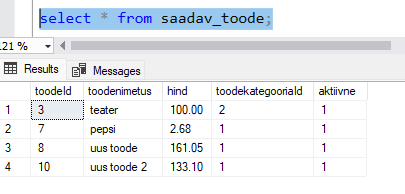 select * from saadav_toode;
121 %
Results Messages
toodeId toodenimetus hind toodekategooriaId aktiivne
1 3 teater 100.00 2 1
2 7 pepsi 2.68 1 1
3 8 uus toode 161.05 1 1
4 10 uus toode 2 133.10 1 1